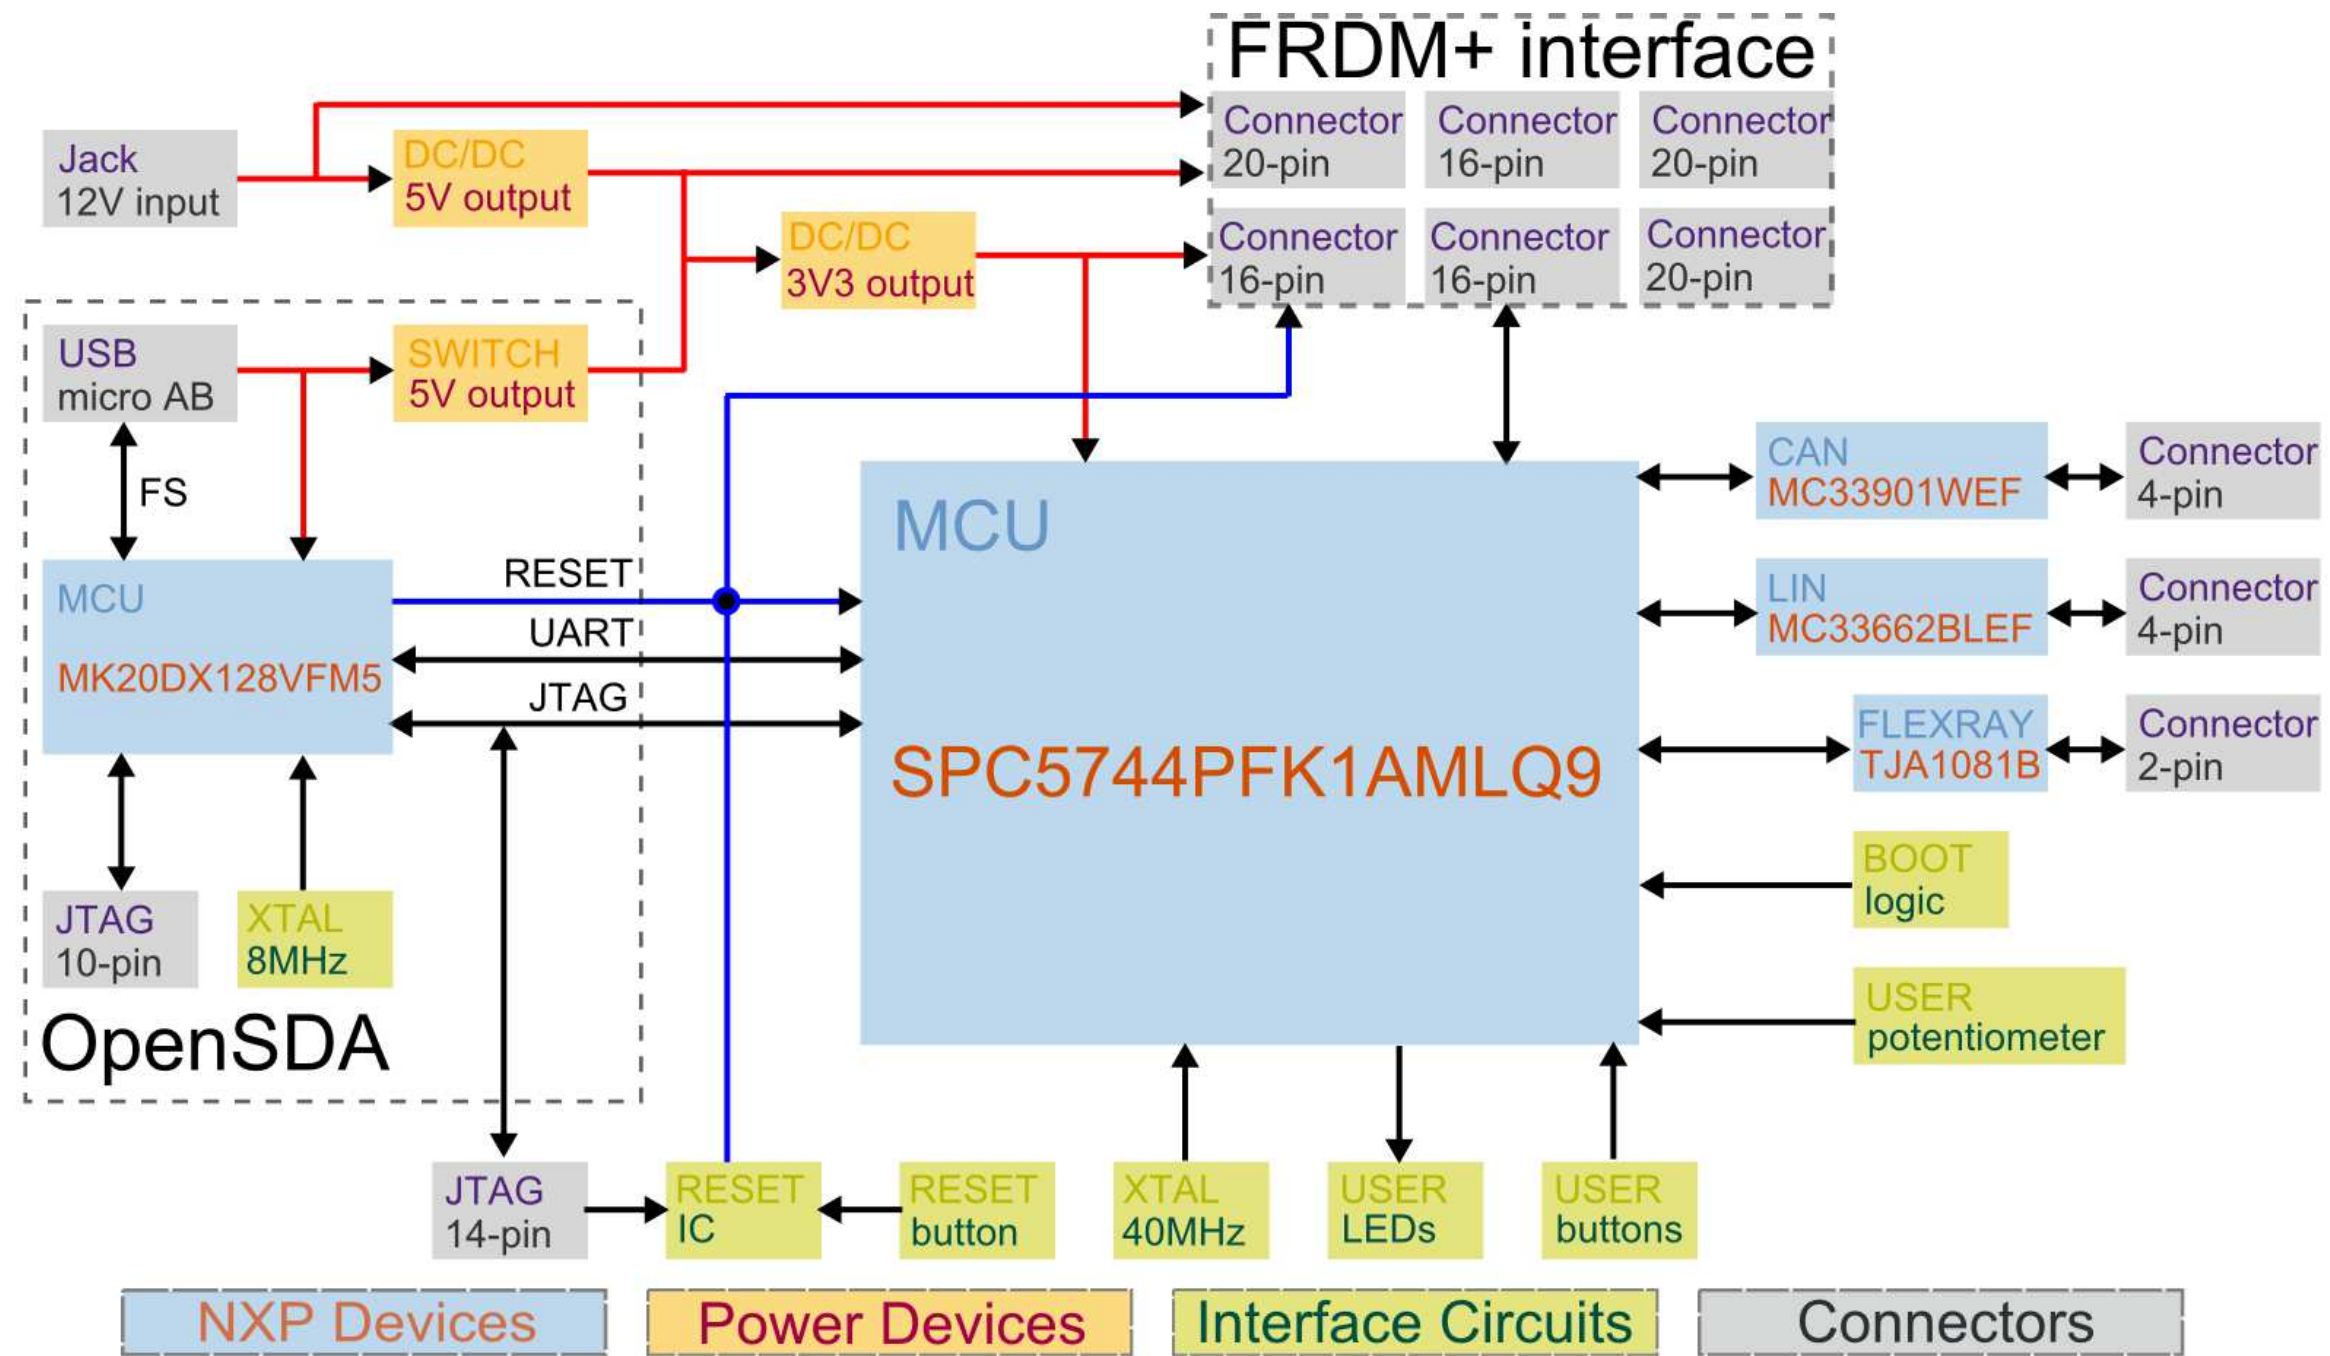 FRDM+ interface
Connector
20-pin
Connector
16-pin
Connector
20-pin
Connector
16-pin
Connector
16-pin
Connector
20-pin
Jack
12V input
DC/DC
5V output
DC/DC
3V3 output
USB
micro AB
SWITCH
5V output
FS
MCU
MK20DX128VFM5
RESET
UART
JTAG
JTAG
10-pin
XTAL
8MHz
OpenSDA
MCU
SPC5744PFK1AMLQ9
CAN
MC33901WEF
Connector
4-pin
LIN
MC33662BLEF
Connector
4-pin
FLEXRAY
TJA1081B
Connector
2-pin
BOOT
logic
USER
potentiometer
JTAG
14-pin
RESET
IC
RESET
button
XTAL
40MHz
USER
LEDs
USER
buttons
NXP Devices
Power Devices
Interface Circuits
Connectors